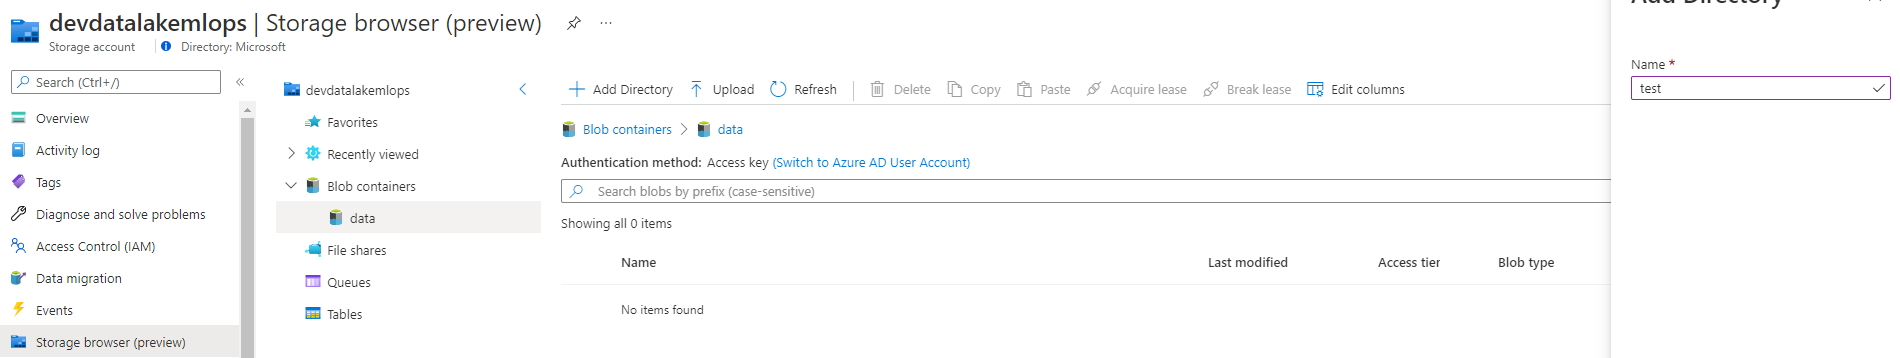 devdatalakemlops | Storage browser (preview)
Storage account
Directory: Microsoft
Search (Ctrl+/)
Overview
Activity log
Tags
Diagnose and solve problems
Access Control (IAM)
Data migration
Events
Storage browser (preview)
devdatalakemlops
Favorites
Recently viewed
Blob containers
data
File shares
Queues
Tables
Add Directory Upload Refresh Delete Copy Paste Acquire lease Break lease Edit columns
Blob containers > data
Authentication method: Access key (Switch to Azure AD User Account)
Search blobs by prefix (case-sensitive)
Showing all 0 items
Name Last modified Access tier Blob type
No items found
Add Directory
Name *
test